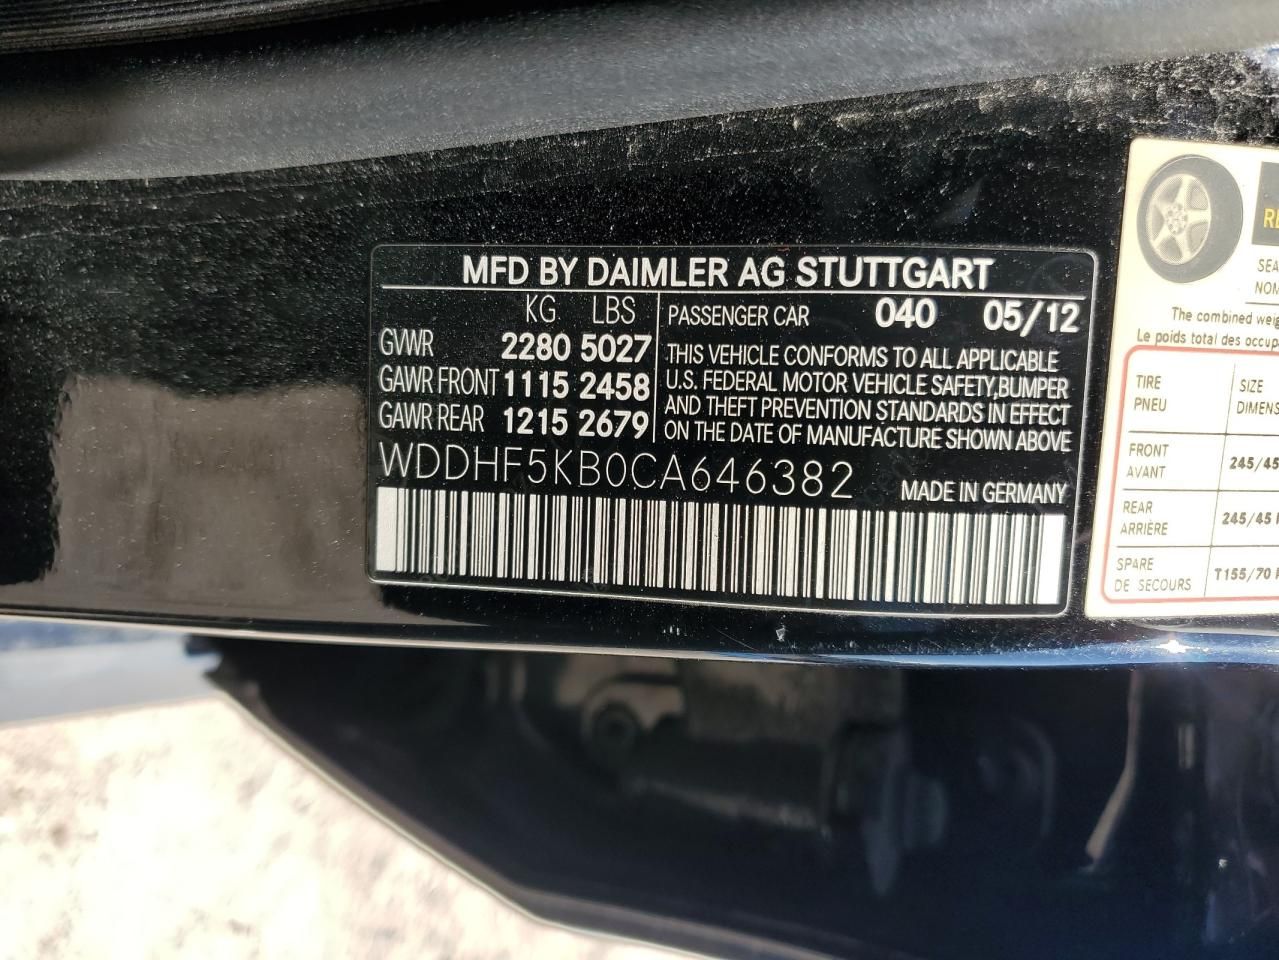 MFD BY DAIMLER AG STUTTGART
KG LBS
GVWR 2280 5027
GAWR FRONT 1115 2458
GAWR REAR 1215 2679
PASSENGER CAR 040 05/12
THIS VEHICLE CONFORMS TO ALL APPLICABLE
U.S. FEDERAL MOTOR VEHICLE SAFETY,BUMPER
AND THEFT PREVENTION STANDARDS IN EFFECT
ON THE DATE OF MANUFACTURE SHOWN ABOVE
WDDHF5KB0CA646382
MADE IN GERMANY
The combined
Le poids total des
TIRE SIZE
PNEU
FRONT 245/45
AVANT
REAR 245/45
ARRIÈRE
SPARE T155/70
DE SECOURS